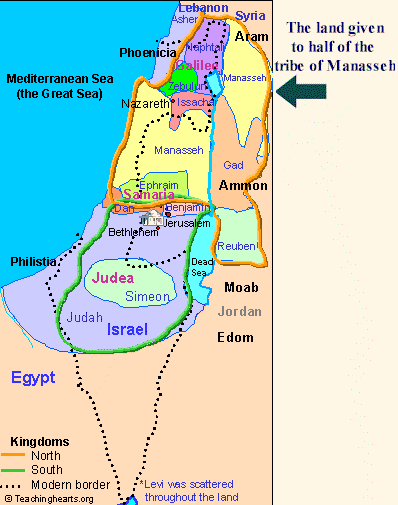 Lebanon
Syria
Asher
Aram
Naphtali
Phoenicia
Galilee
Mediterranean Sea
(the Great Sea)
Zebulun
Manasseh
Nazareth
Issachar
Manasseh
Gad
Ephraim
Ammon
Samaria
Dan
Benjamin
Jerusalem
Bethlehem
Reuben
Philistia
Dead
Sea
Judea
Moab
Simeon
Judah
Israel
Jordan
Edom
Egypt
Kingdoms
North
South
Modern border
*Levi was scattered
throughout the land
© Teachinghearts.org
The land given
to half of the
tribe of Manasseh